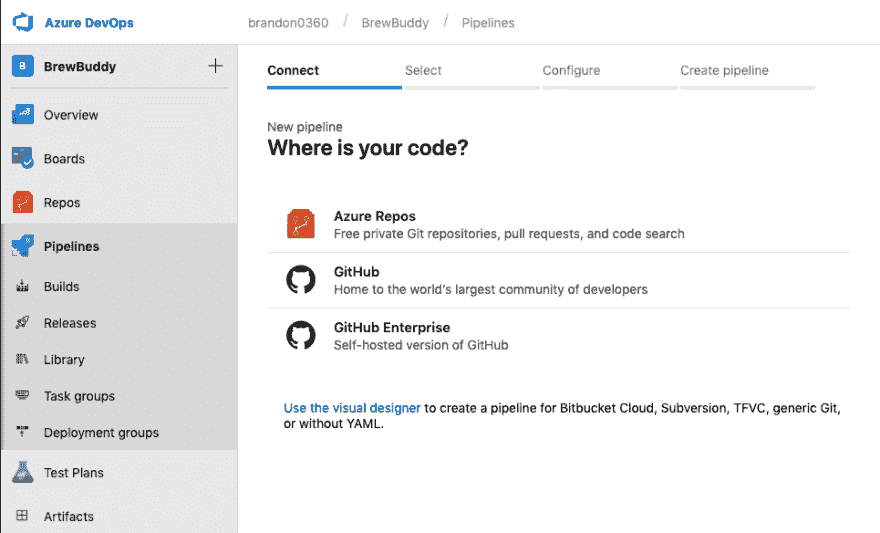 Azure DevOps
brandon0360 / BrewBuddy / Pipelines
B BrewBuddy +
Overview
Boards
Repos
Pipelines
Builds
Releases
Library
Task groups
Deployment groups
Test Plans
Artifacts
Connect Select Configure Create pipeline
New pipeline
Where is your code?
Azure Repos
Free private Git repositories, pull requests, and code search
GitHub
Home to the world's largest community of developers
GitHub Enterprise
Self-hosted version of GitHub
Use the visual designer to create a pipeline for Bitbucket Cloud, Subversion, TFVC, generic Git,
or without YAML.